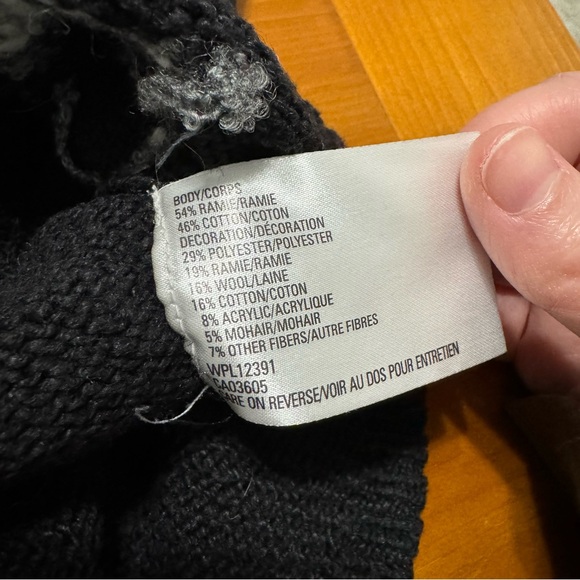 BODY/CORPS
54% RAMIE/RAMIE
46% COTTON/COTON
DECORATION/DÉCORATION
29% POLYESTER/POLYESTER
19% RAMIE/RAMIE
16% WOOL/LAINE
16% COTTON/COTON
8% ACRYLIC/ACRYLIQUE
5% MOHAIR/MOHAIR
7% OTHER FIBERS/AUTRE FIBRES
WPL12391
CA03605
CARE ON REVERSE/VOIR AU DOS POUR ENTRETIEN